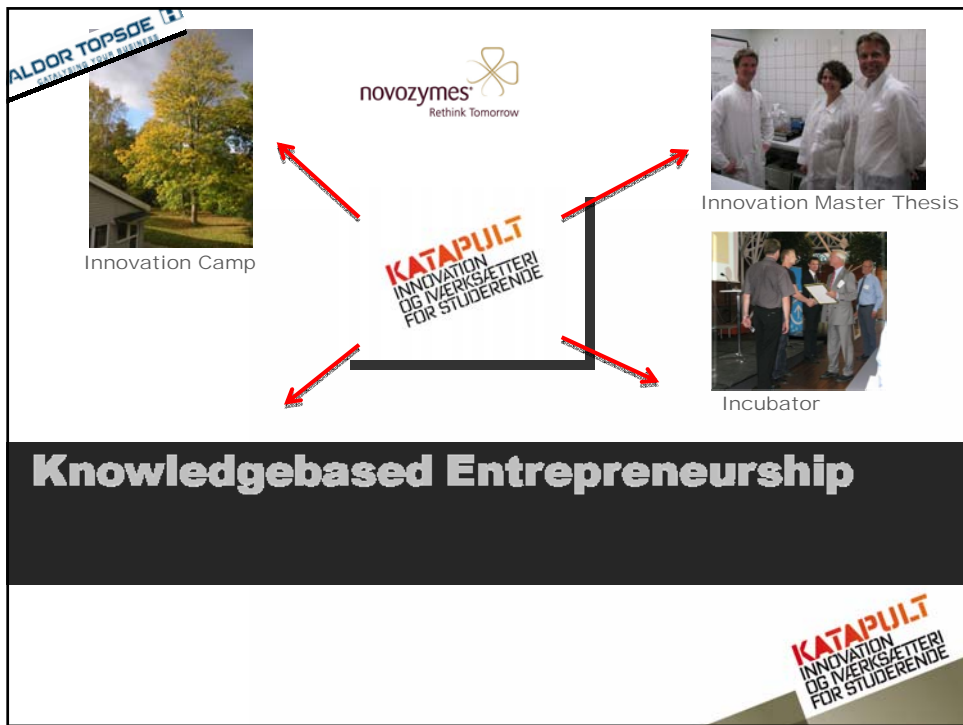 ALDOR TOPSØE
CATALYSING YOUR BUSINESS
novozymes
Rethink Tomorrow
Innovation Camp
Innovation Master Thesis
KATAPULT
INNOVATION
OG IVÆRKSÆTTERI
FOR STUDERENDE
Incubator
Knowledgebased Entrepreneurship
KATAPULT
INNOVATION
OG IVÆRKSÆTTERI
FOR STUDERENDE